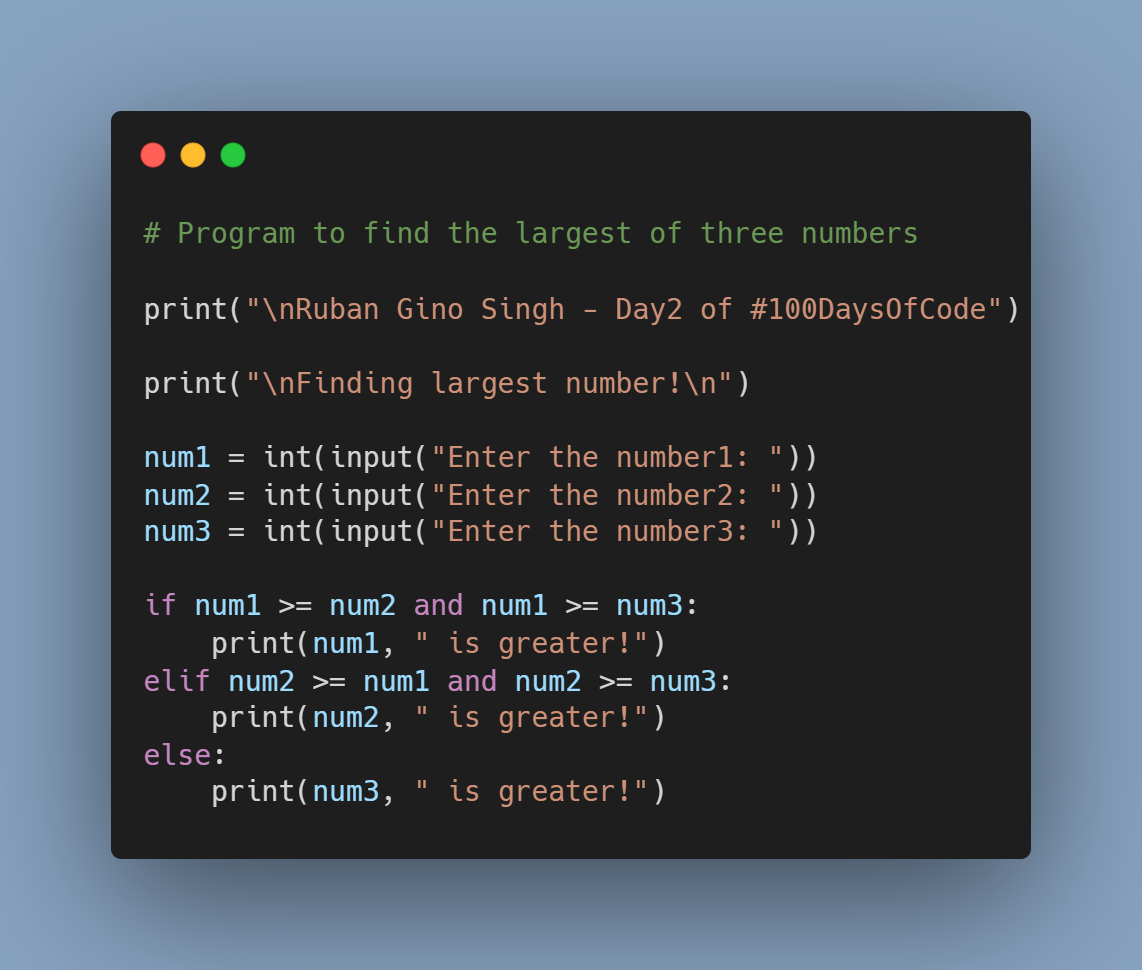 # Program to find the largest of three numbers
print("\nRuban Gino Singh - Day2 of #100DaysOfCode")
print("\nFinding largest number!\n")
num1 = int(input("Enter the number1: "))
num2 = int(input("Enter the number2: "))
num3 = int(input("Enter the number3: "))
if num1 >= num2 and num1 >= num3:
    print(num1, " is greater!")
elif num2 >= num1 and num2 >= num3:
    print(num2, " is greater!")
else:
    print(num3, " is greater!")